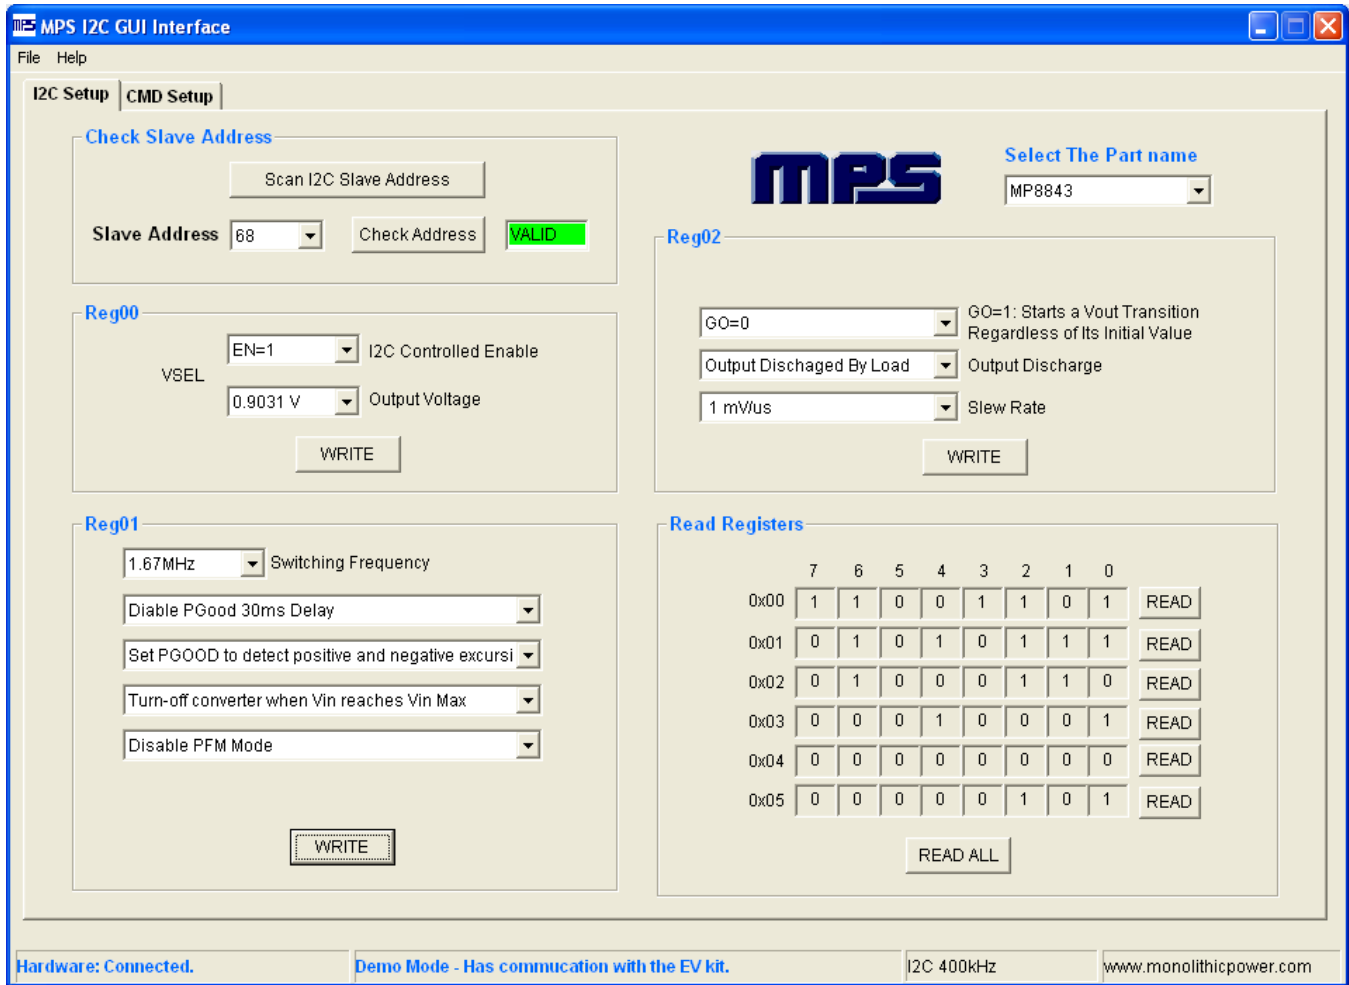 MPS MPS I2C GUI Interface
File Help
I2C Setup CMD Setup
Check Slave Address
Scan I2C Slave Address
Slave Address 68 Check Address VALID
MPS
Select The Part name
MP8843
Reg00
VSEL
EN=1 I2C Controlled Enable
0.9031 V Output Voltage
WRITE
Reg02
GO=0 GO=1: Starts a Vout Transition
Regardless of Its Initial Value
Output Dischaged By Load Output Discharge
1 mV/us Slew Rate
WRITE
Reg01
1.67MHz Switching Frequency
Diable PGood 30ms Delay
Set PGOOD to detect positive and negative excursi
Turn-off converter when Vin reaches Vin Max
Disable PFM Mode
WRITE
Read Registers
7 6 5 4 3 2 1 0
0x00 1 1 0 0 1 1 0 1 READ
0x01 0 1 0 1 0 1 1 1 READ
0x02 0 1 0 0 0 1 1 0 READ
0x03 0 0 0 1 0 0 0 1 READ
0x04 0 0 0 0 0 0 0 0 READ
0x05 0 0 0 0 0 1 0 1 READ
READ ALL
Hardware: Connected. Demo Mode - Has commucation with the EV kit. I2C 400kHz www.monolithicpower.com